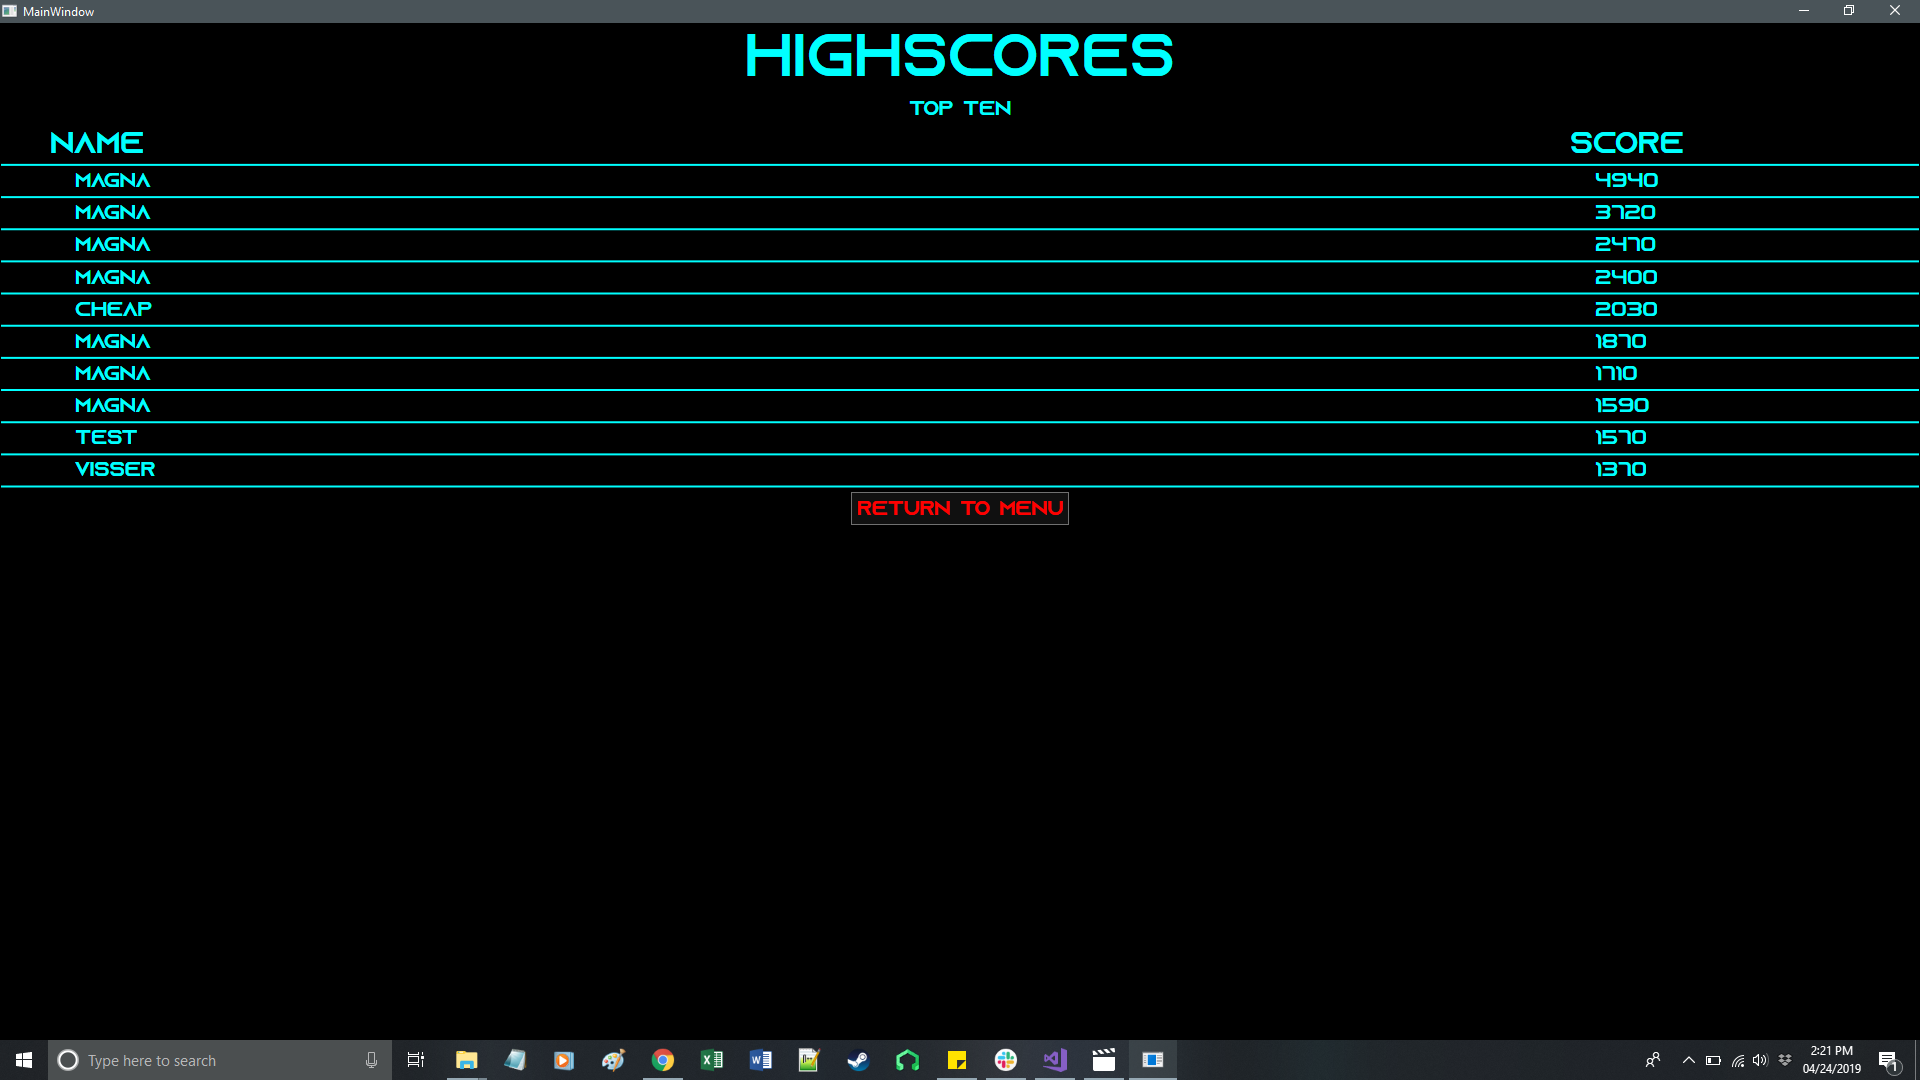 MainWindow
HIGHSCORES
TOP TEN
NAME SCORE
MAGNA 4940
MAGNA 3720
MAGNA 2470
MAGNA 2400
CHEAP 2030
MAGNA 1870
MAGNA 1710
MAGNA 1590
TEST 1570
VISSER 1370
RETURN TO MENU
Type here to search
2:21 PM
04/24/2019
1